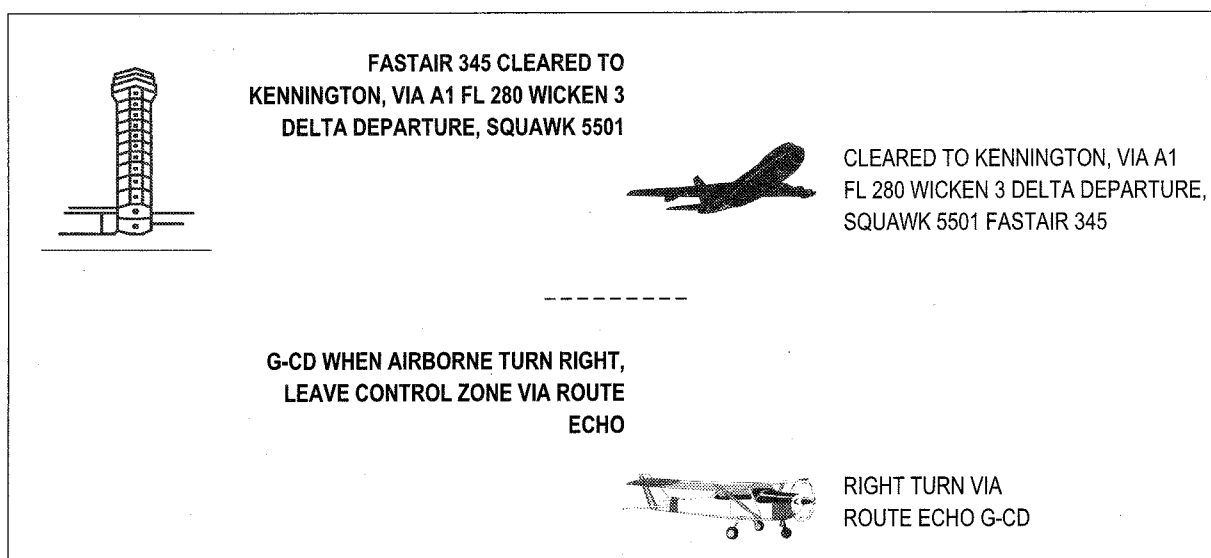 FASTAIR 345 CLEARED TO
KENNINGTON, VIA A1 FL 280 WICKEN 3
DELTA DEPARTURE, SQUAWK 5501
CLEARED TO KENNINGTON, VIA A1
FL 280 WICKEN 3 DELTA DEPARTURE,
SQUAWK 5501 FASTAIR 345
G-CD WHEN AIRBORNE TURN RIGHT,
LEAVE CONTROL ZONE VIA ROUTE
ECHO
RIGHT TURN VIA
ROUTE ECHO G-CD